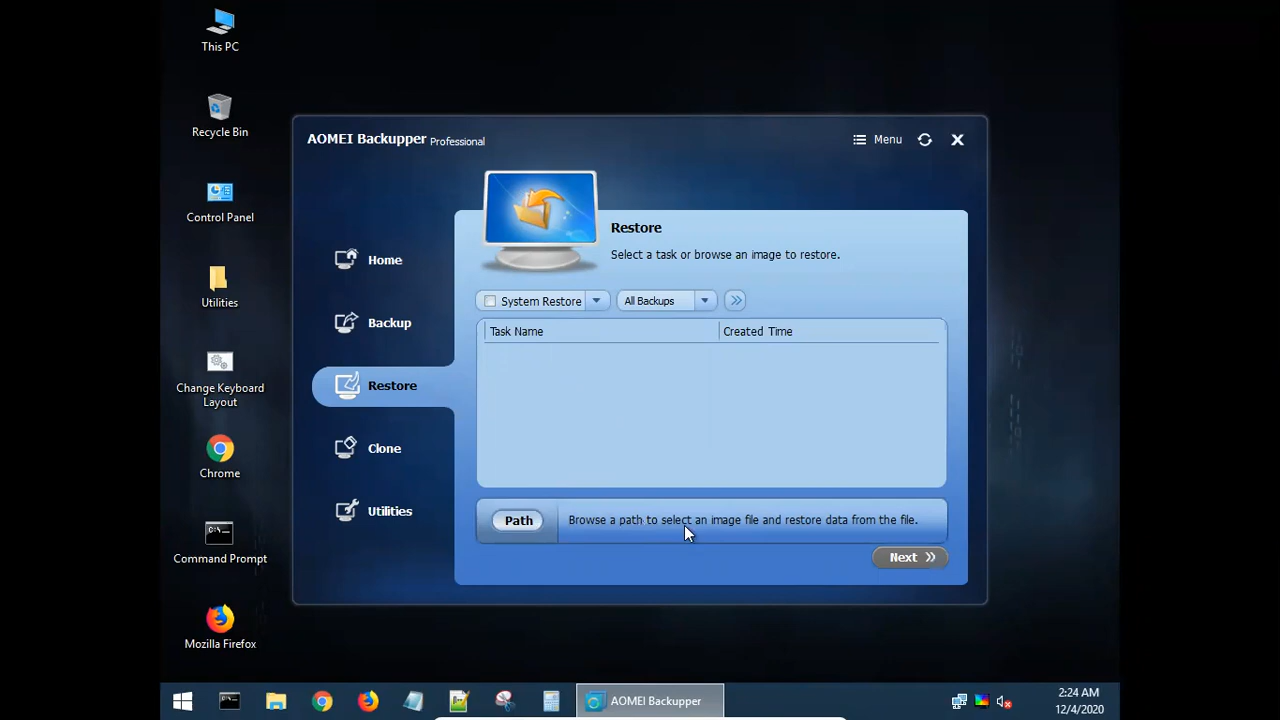 This PC
Recycle Bin
Control Panel
Utilities
Change Keyboard
Layout
Chrome
Command Prompt
Mozilla Firefox
AOMEI Backupper Professional
Menu
Home
Backup
Restore
Clone
Utilities
Restore
Select a task or browse an image to restore.
System Restore
All Backups
Task Name
Created Time
Path
Browse a path to select an image file and restore data from the file.
Next
AOMEI Backupper
2:24 AM
12/4/2020